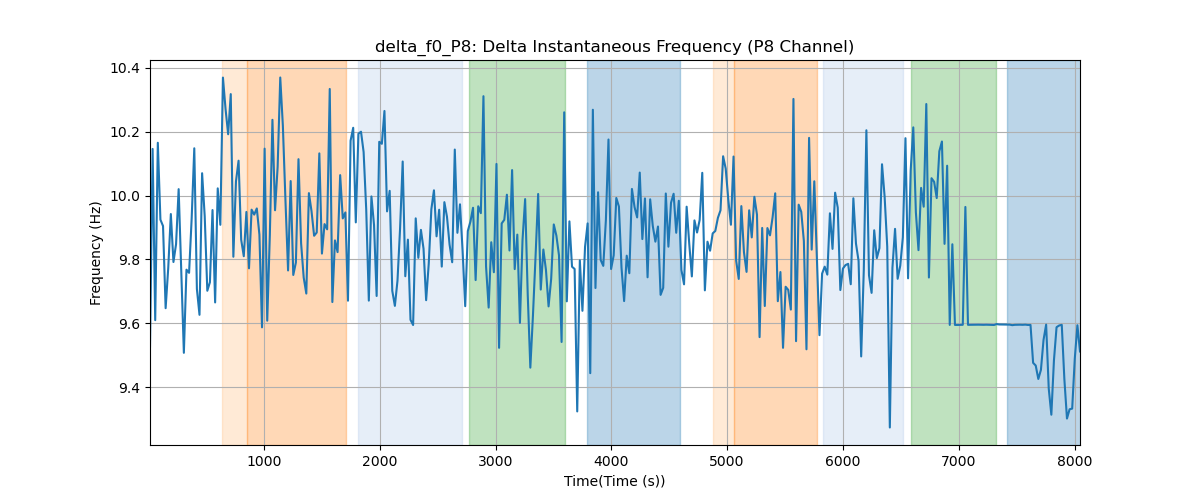 delta_f0_P8: Delta Instantaneous Frequency (P8 Channel)
Frequency (Hz)
10.4
10.2
10.0
9.8
9.6
9.4
1000 2000 3000 4000 5000 6000 7000 8000
Time(Time (s))